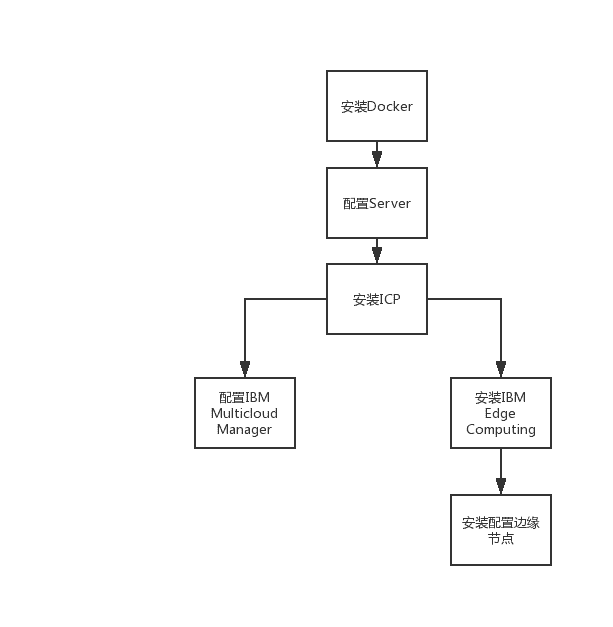 安装Docker
配置Server
安装ICP
配置IBM
Multicloud
Manager
安装IBM
Edge
Computing
安装配置边缘
节点